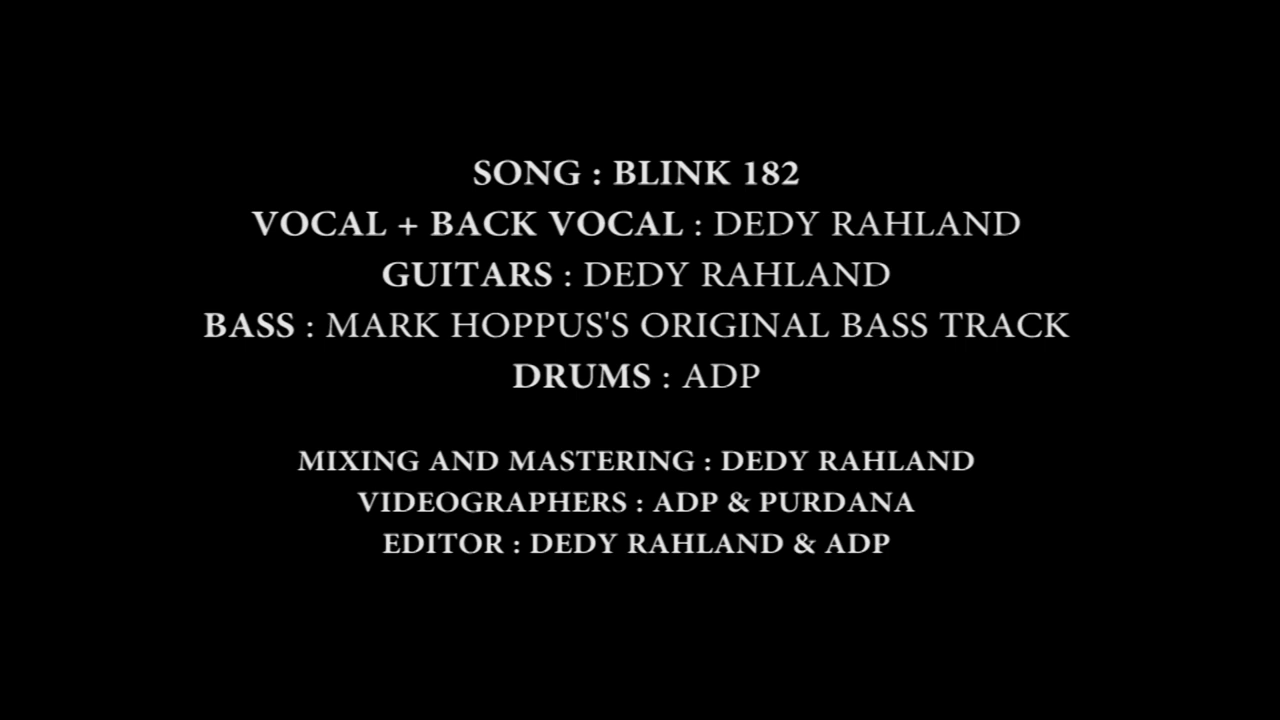 SONG : BLINK 182
VOCAL + BACK VOCAL : DEDY RAHLAND
GUITARS : DEDY RAHLAND
BASS : MARK HOPPUS'S ORIGINAL BASS TRACK
DRUMS : ADP
MIXING AND MASTERING : DEDY RAHLAND
VIDEOGRAPHERS : ADP & PURDANA
EDITOR : DEDY RAHLAND & ADP